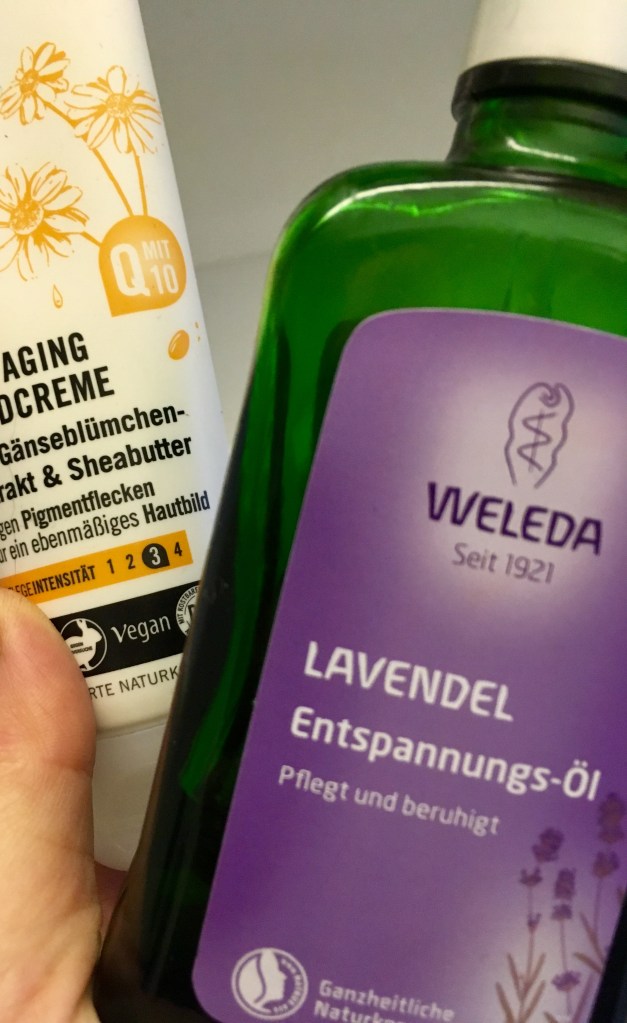 Q MIT
10
AGING
DCREME
Gänseblümchen-
rakt & Sheabutter
gen Pigmentflecken
ür ein ebenmäßiges Hautbild
EGEINTENSITÄT 1 2 3 4
Vegan
RTE NATURK
WELEDA
Seit 1921
LAVENDEL
Entspannungs-Öl
Pflegt und beruhigt
Ganzheitliche